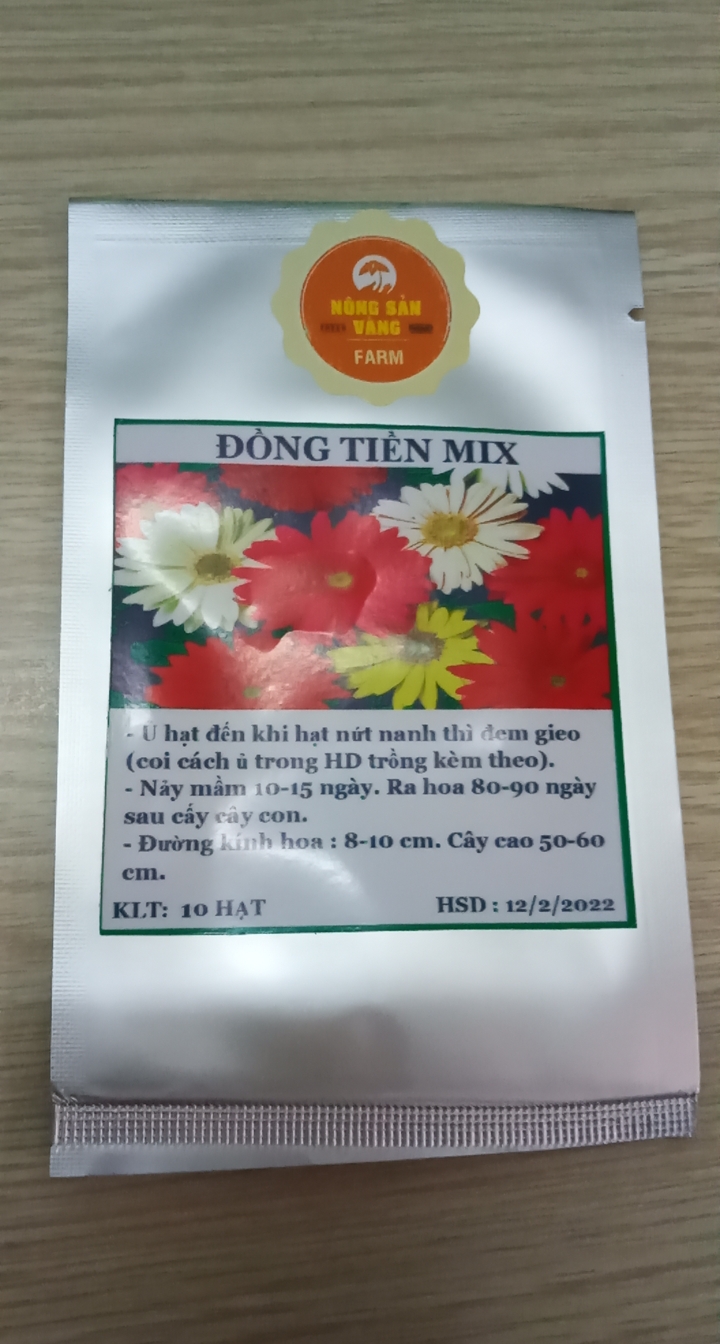 NÔNG SẢN
VÀNG
FARM
ĐỒNG TIỀN MIX
- Ủ hạt đến khi hạt nứt nanh thì đem gieo
(coi cách ủ trong HD trồng kèm theo).
- Nảy mầm 10-15 ngày. Ra hoa 80-90 ngày
sau cấy cây con.
- Đường kính hoa : 8-10 cm. Cây cao 50-60
cm.
KLT: 10 HẠT HSD : 12/2/2022